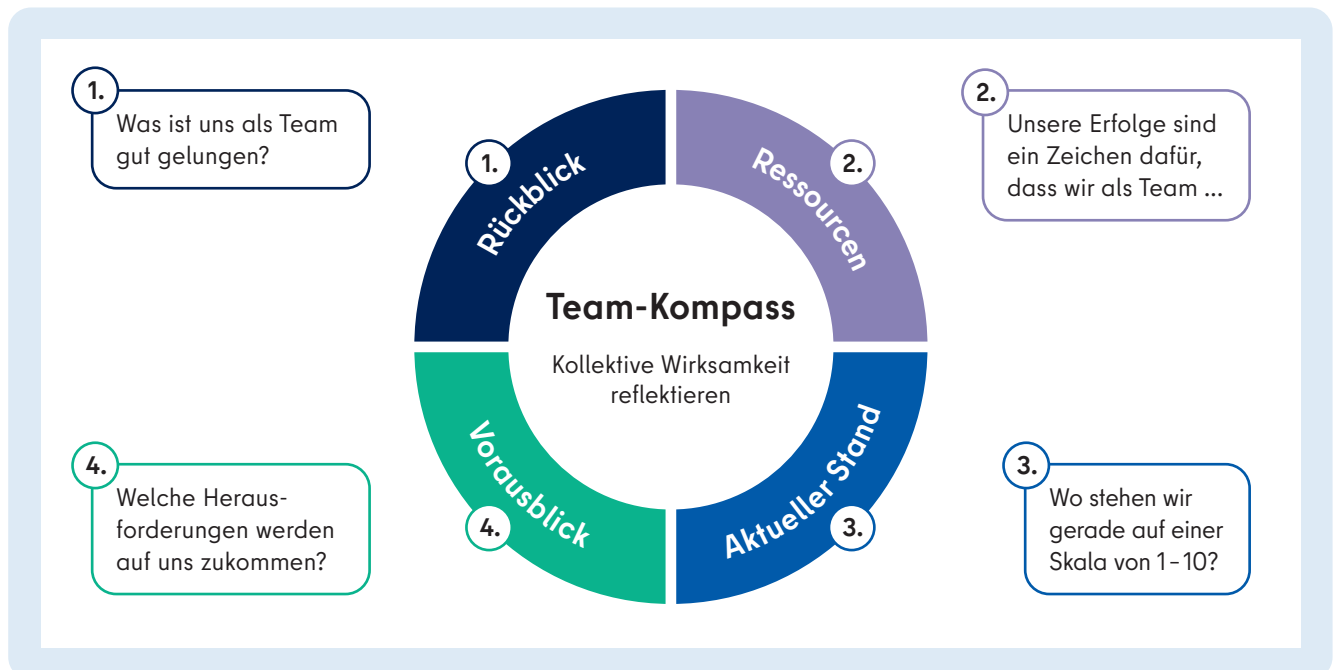 1.
Was ist uns als Team
gut gelungen?
2.
Unsere Erfolge sind
ein Zeichen dafür,
dass wir als Team ...
1.
Rückblick
2.
Ressourcen
Team-Kompass
Kollektive Wirksamkeit
reflektieren
4.
Vorausblick
3.
Aktueller Stand
4.
Welche Heraus-
forderungen werden
auf uns zukommen?
3.
Wo stehen wir
gerade auf einer
Skala von 1–10?